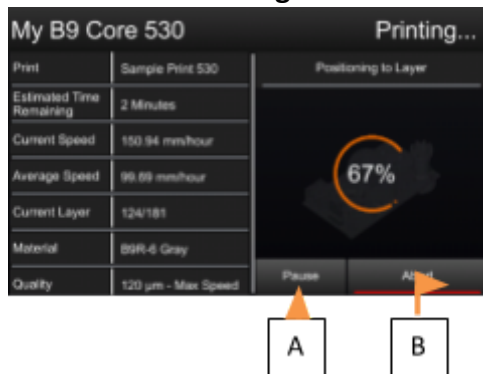 My B9 Core 530
Printing...
Print
Sample Print 530
Positioning to Layer
Estimated Time
Remaining
2 Minutes
Current Speed
150.94 mm/hour
67%
Average Speed
99.69 mm/hour
Current Layer
124/181
Material
B9R-6 Gray
Quality
120 µm - Max Speed
Pause
A
B